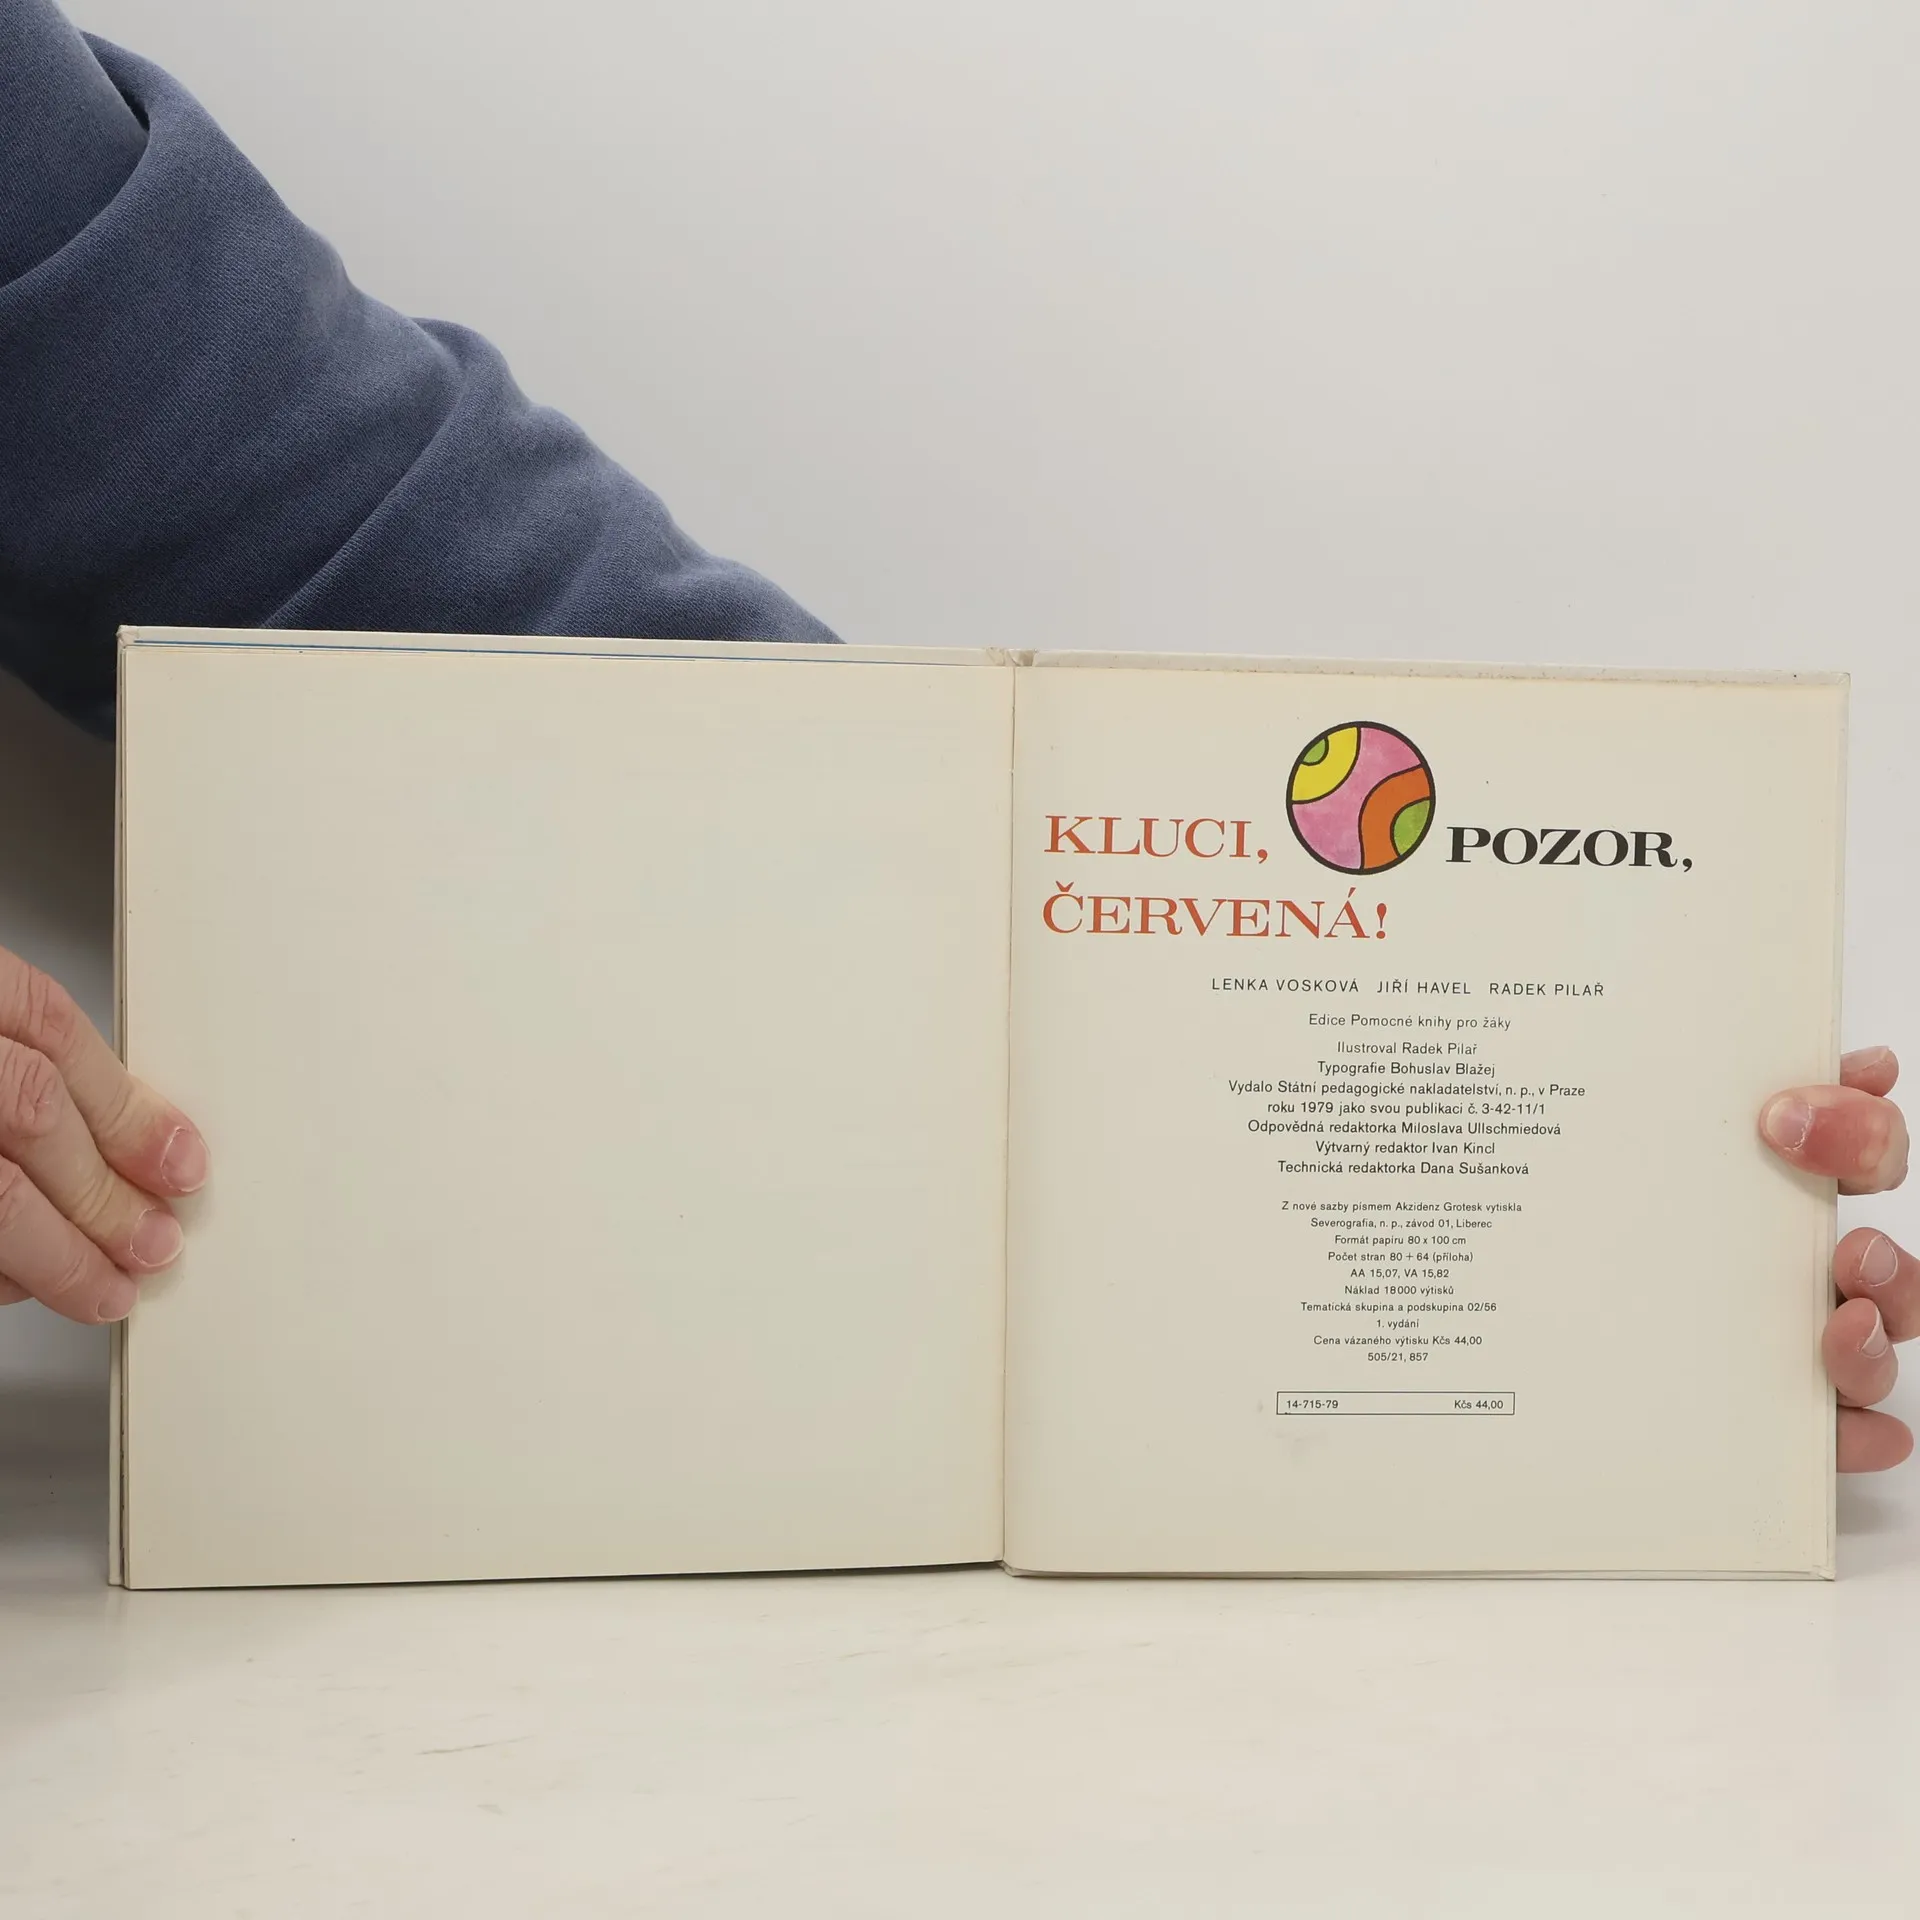 KLUCI, POZOR,
ČERVENÁ!
LENKA VOSKOVÁ JIŘÍ HAVEL RADEK PILAŘ
Edice Pomocné knihy pro žáky
Ilustroval Radek Pilař
Typografie Bohuslav Blažej
Vydalo Státní pedagogické nakladatelství, n. p., v Praze
roku 1979 jako svou publikaci č. 3-42-11/1
Odpovědná redaktorka Miloslava Ullschmiedová
Výtvarný redaktor Ivan Kincl
Technická redaktorka Dana Sušanková
Z nové sazby písmem Akzidenz Grotesk vytiskla
Severografia, n. p., závod 01, Liberec
Formát papíru 80 x 100 cm
Počet stran 80 + 64 (příloha)
AA 15,07, VA 15,82
Náklad 18000 výtisků
Tematická skupina a podskupina 02/56
1. vydání
Cena vázaného výtisku Kčs 44,00
505/21, 857
14-715-79 Kčs 44,00